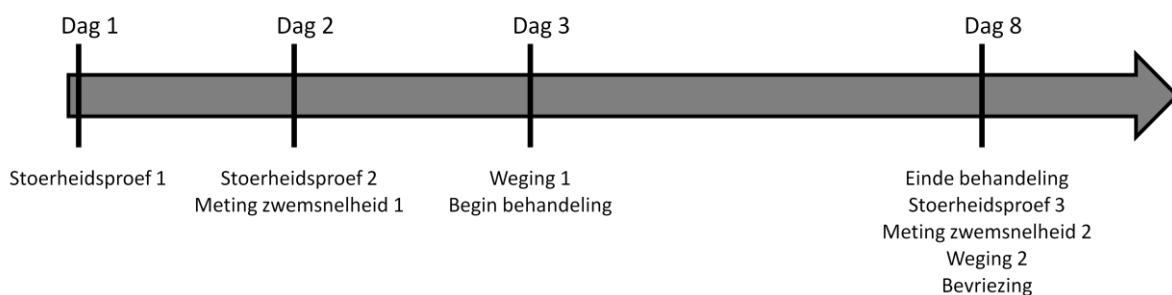 Dag 1
Dag 2
Dag 3
Dag 8
Stoerheidsproef 1
Stoerheidsproef 2
Meting zwemsnelheid 1
Weging 1
Begin behandeling
Einde behandeling
Stoerheidsproef 3
Meting zwemsnelheid 2
Weging 2
Bevriezing